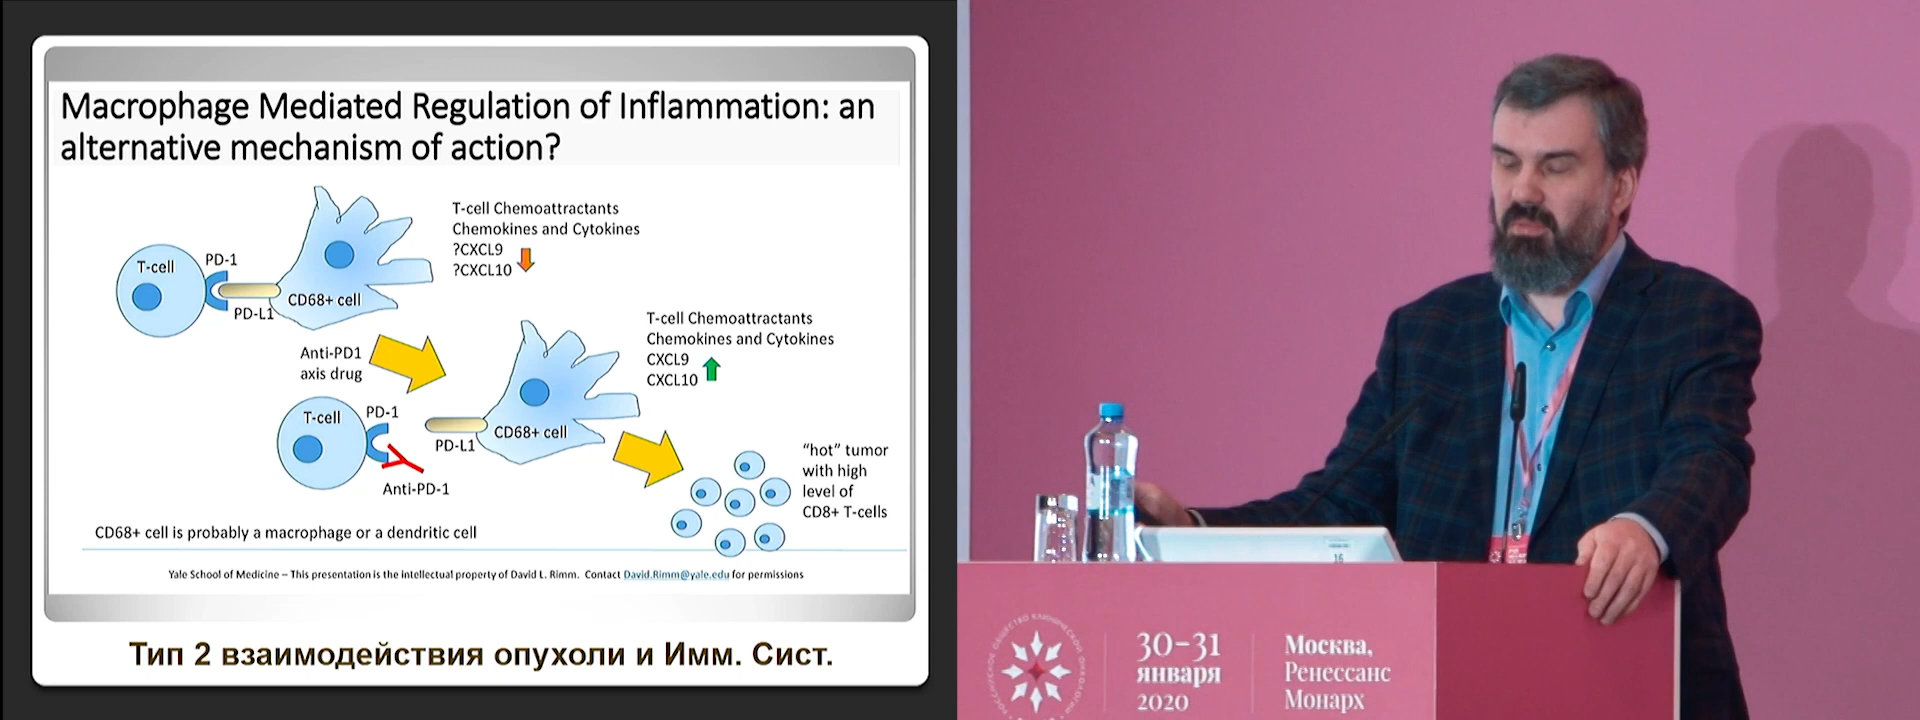 Macrophage Mediated Regulation of Inflammation: an
alternative mechanism of action?
T-cell Chemoattractants
Chemokines and Cytokines
?CXCL9
?CXCL10
T-cell
PD-1
PD-L1
CD68+ cell
T-cell Chemoattractants
Chemokines and Cytokines
CXCL9
CXCL10
Anti-PD1
axis drug
T-cell
PD-1
PD-L1
CD68+ cell
Anti-PD-1
"hot" tumor
with high
level of
CD8+ T-cells
CD68+ cell is probably a macrophage or a dendritic cell
Yale School of Medicine – This presentation is the intellectual property of David L. Rimm. Contact David.Rimm@yale.edu for permissions
Тип 2 взаимодействия опухоли и Имм. Сист.
30–31
января
2020
Москва,
Ренессанс
Монарх
16